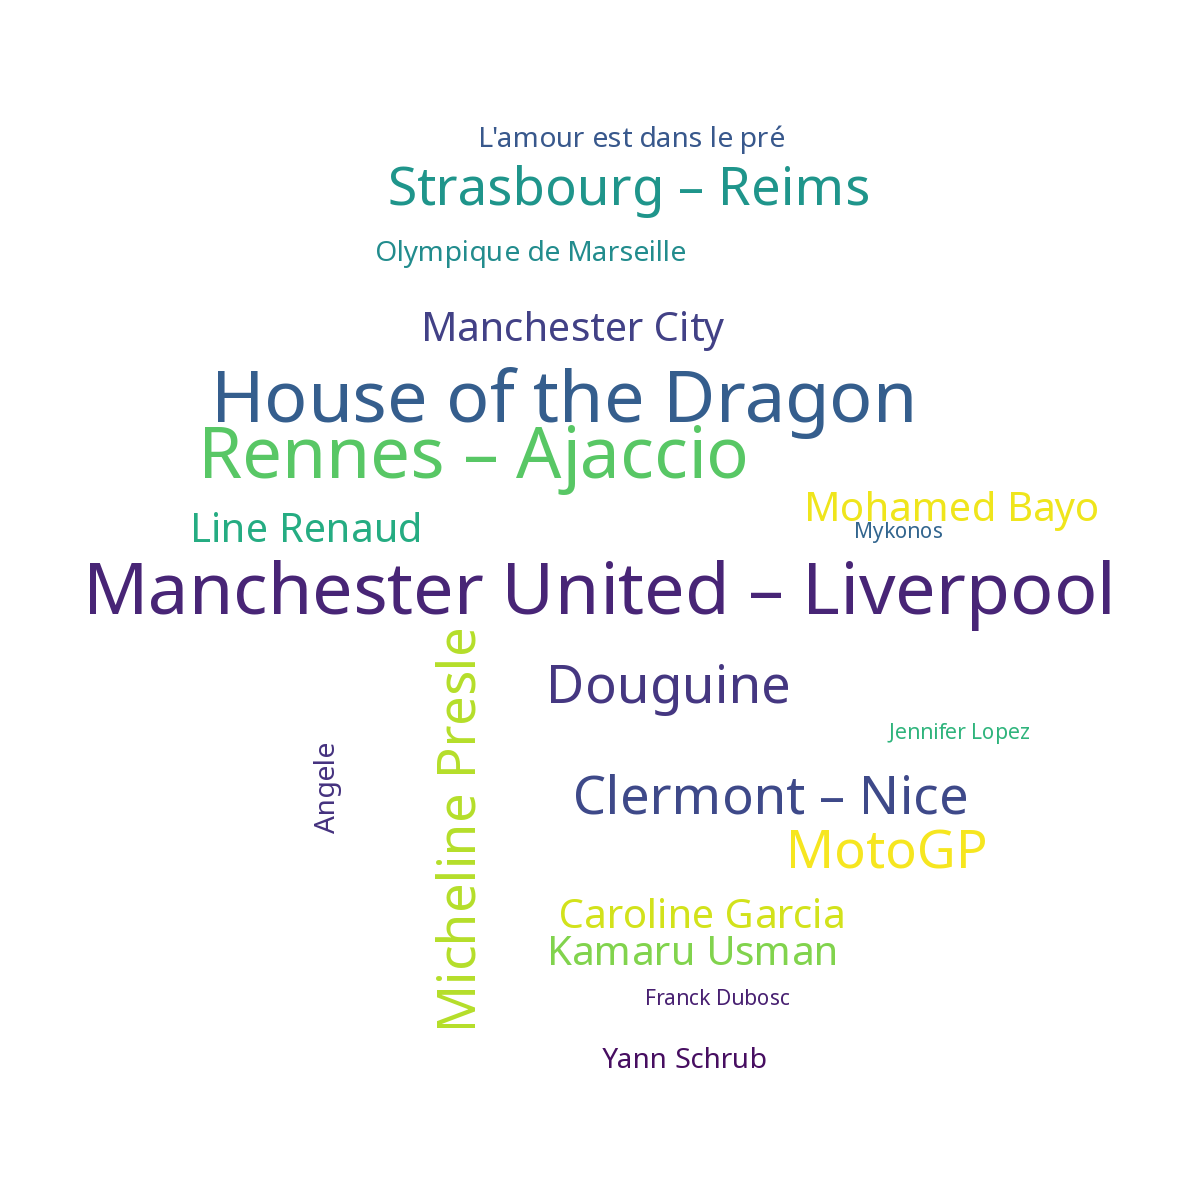 L'amour est dans le pré
Strasbourg – Reims
Olympique de Marseille
Manchester City
House of the Dragon
Rennes – Ajaccio
Mohamed Bayo
Line Renaud
Mykonos
Manchester United – Liverpool
Micheline Presle
Douguine
Jennifer Lopez
Angele
Clermont – Nice
MotoGP
Caroline Garcia
Kamaru Usman
Franck Dubosc
Yann Schrub